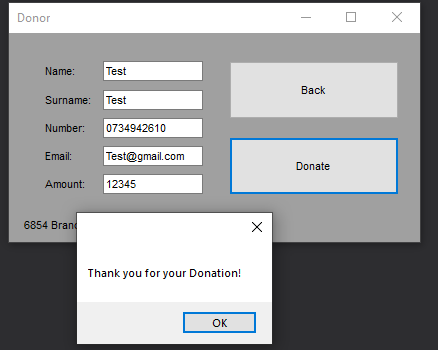 Donor
Name: Test
Back
Surname: Test
Number: 0734942610
Email: Test@gmail.com
Donate
Amount: 12345
6854
Thank you for your Donation!
OK